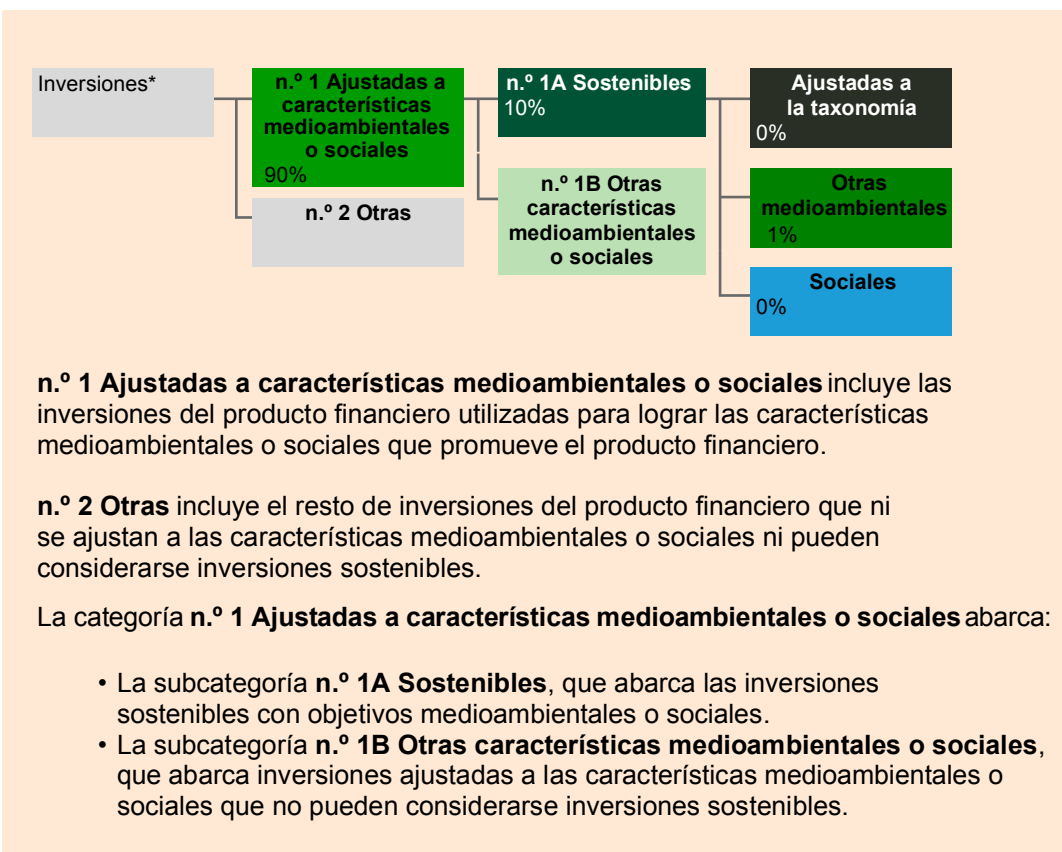 Inversiones*
n.º 1 Ajustadas a
características
medioambientales
o sociales
90%
n.º 2 Otras
n.º 1A Sostenibles
10%
n.º 1B Otras
características
medioambientales
o sociales
Ajustadas a
la taxonomía
0%
Otras
medioambientales
1%
Sociales
0%
n.º 1 Ajustadas a características medioambientales o sociales incluye las
inversiones del producto financiero utilizadas para lograr las características
medioambientales o sociales que promueve el producto financiero.
n.º 2 Otras incluye el resto de inversiones del producto financiero que ni
se ajustan a las características medioambientales o sociales ni pueden
considerarse inversiones sostenibles.
La categoría n.º 1 Ajustadas a características medioambientales o sociales abarca:
• La subcategoría n.º 1A Sostenibles, que abarca las inversiones
sostenibles con objetivos medioambientales o sociales.
• La subcategoría n.º 1B Otras características medioambientales o sociales,
que abarca inversiones ajustadas a las características medioambientales o
sociales que no pueden considerarse inversiones sostenibles.